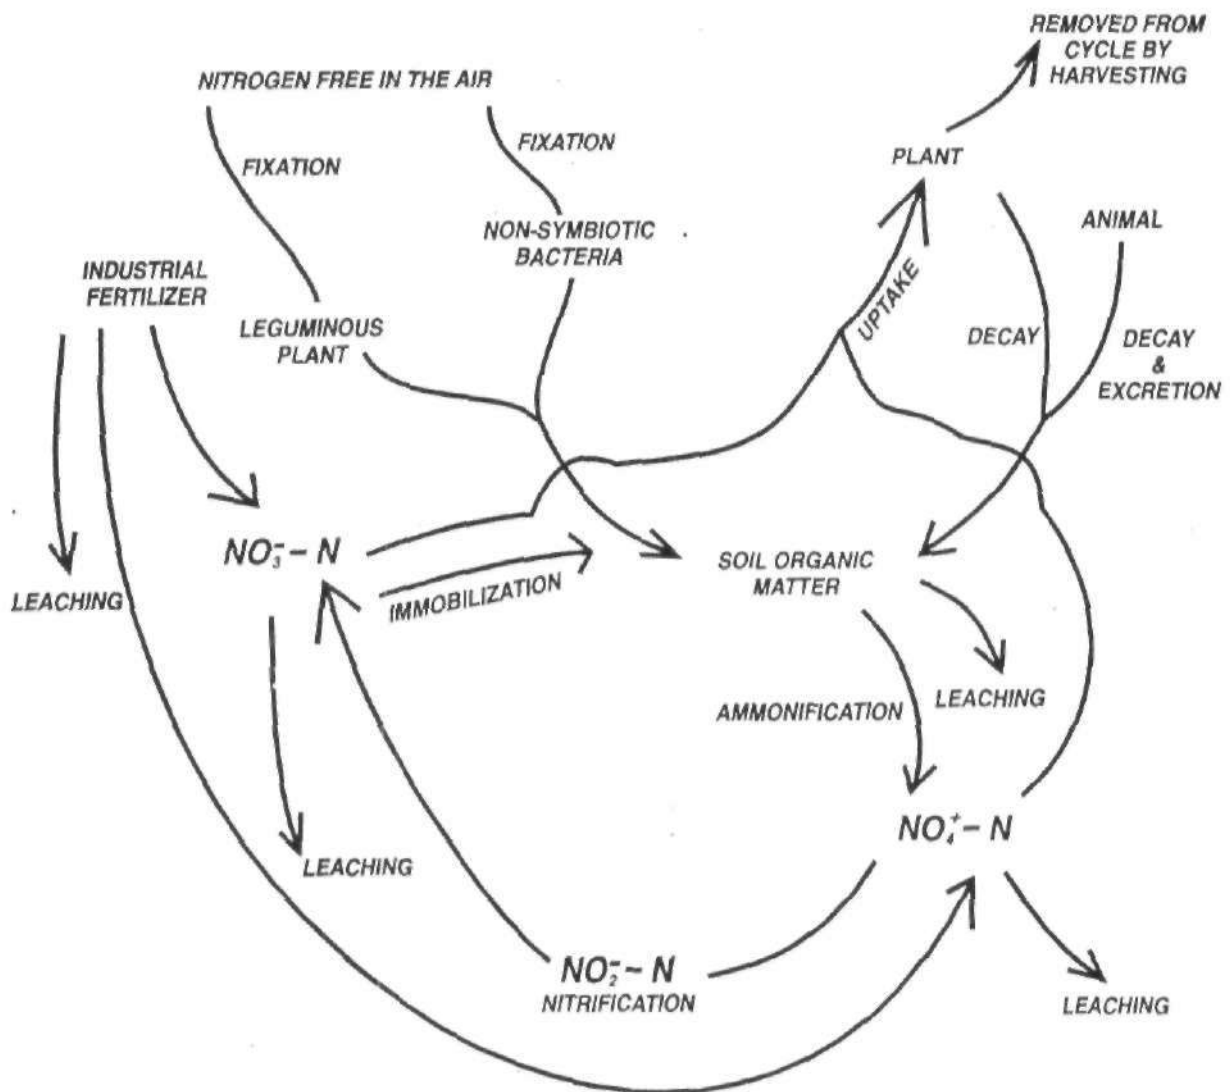 REMOVED FROM
CYCLE BY
HARVESTING
NITROGEN FREE IN THE AIR
FIXATION
FIXATION
PLANT
NON-SYMBIOTIC
BACTERIA
ANIMAL
INDUSTRIAL
FERTILIZER
UPTAKE
LEGUMINOUS
PLANT
DECAY
DECAY
&
EXCRETION
NO₃⁻– N
SOIL ORGANIC
MATTER
LEACHING
IMMOBILIZATION
AMMONIFICATION
LEACHING
NO₄⁺– N
LEACHING
NO₂⁻– N
NITRIFICATION
LEACHING